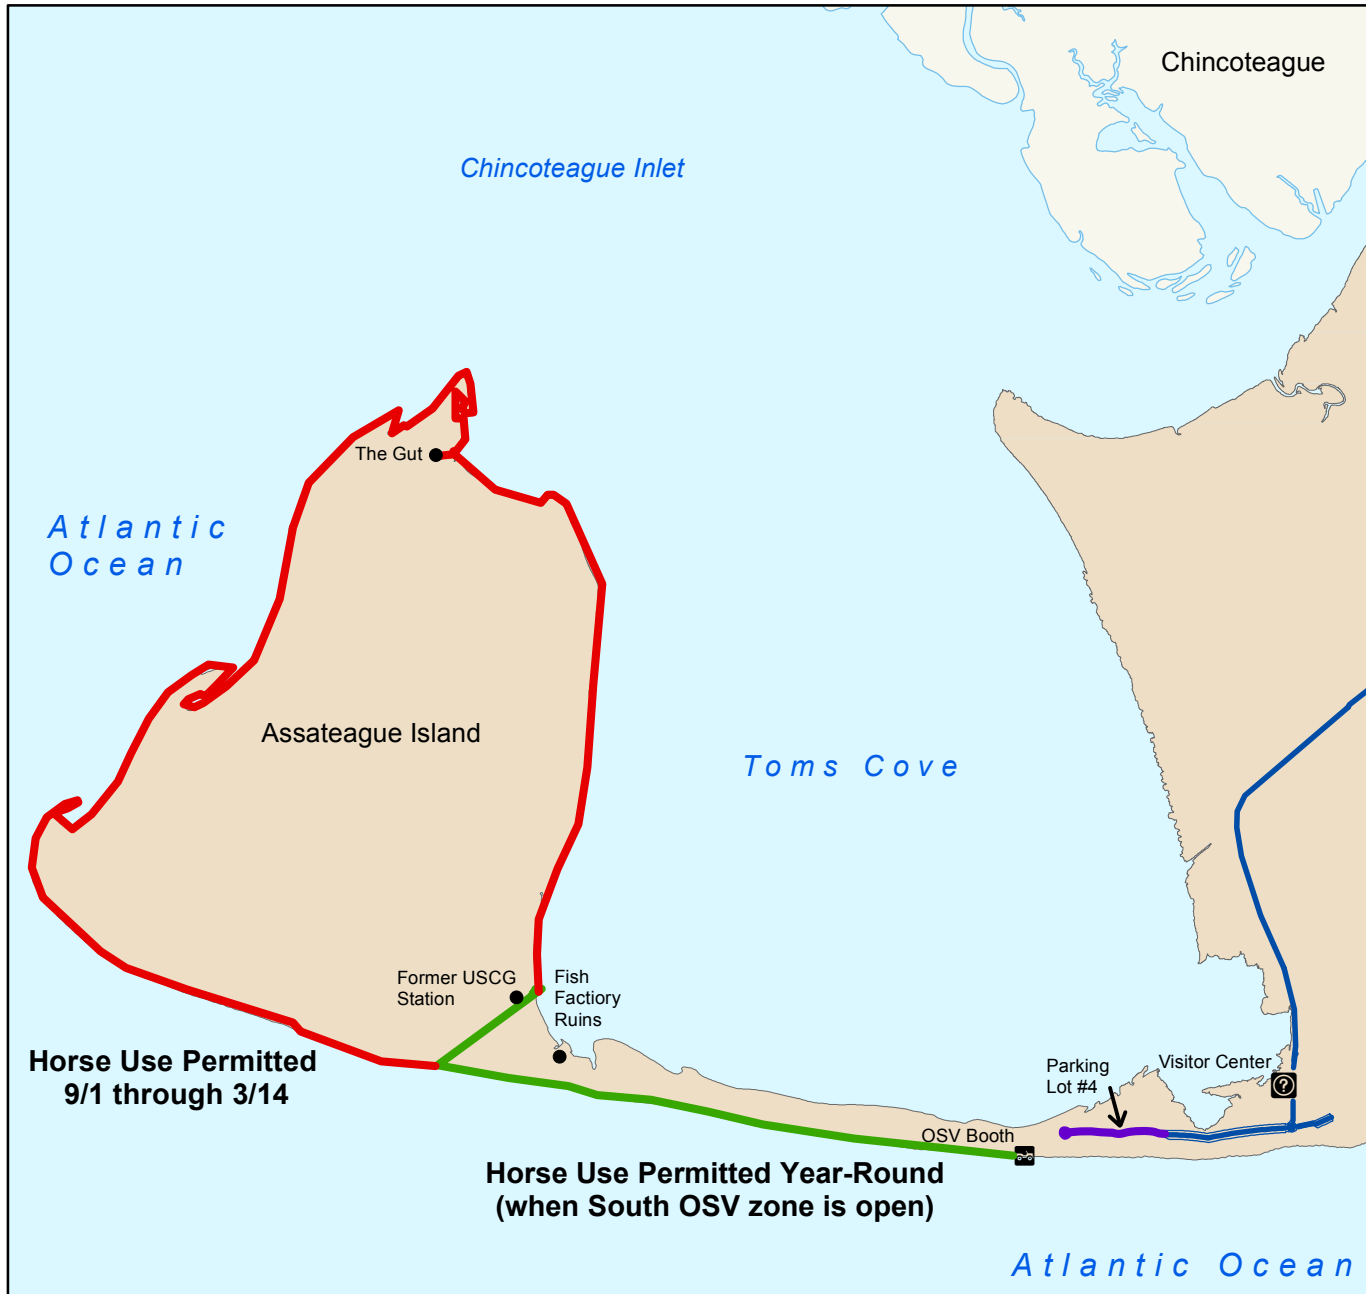 Chincoteague
Chincoteague Inlet
The Gut
Atlantic
Ocean
Assateague Island
Toms Cove
Former USCG
Station
Fish
Factiory
Ruins
Horse Use Permitted
9/1 through 3/14
Parking
Lot #4
Visitor Center
?
OSV Booth
Horse Use Permitted Year-Round
(when South OSV zone is open)
Atlantic Ocean